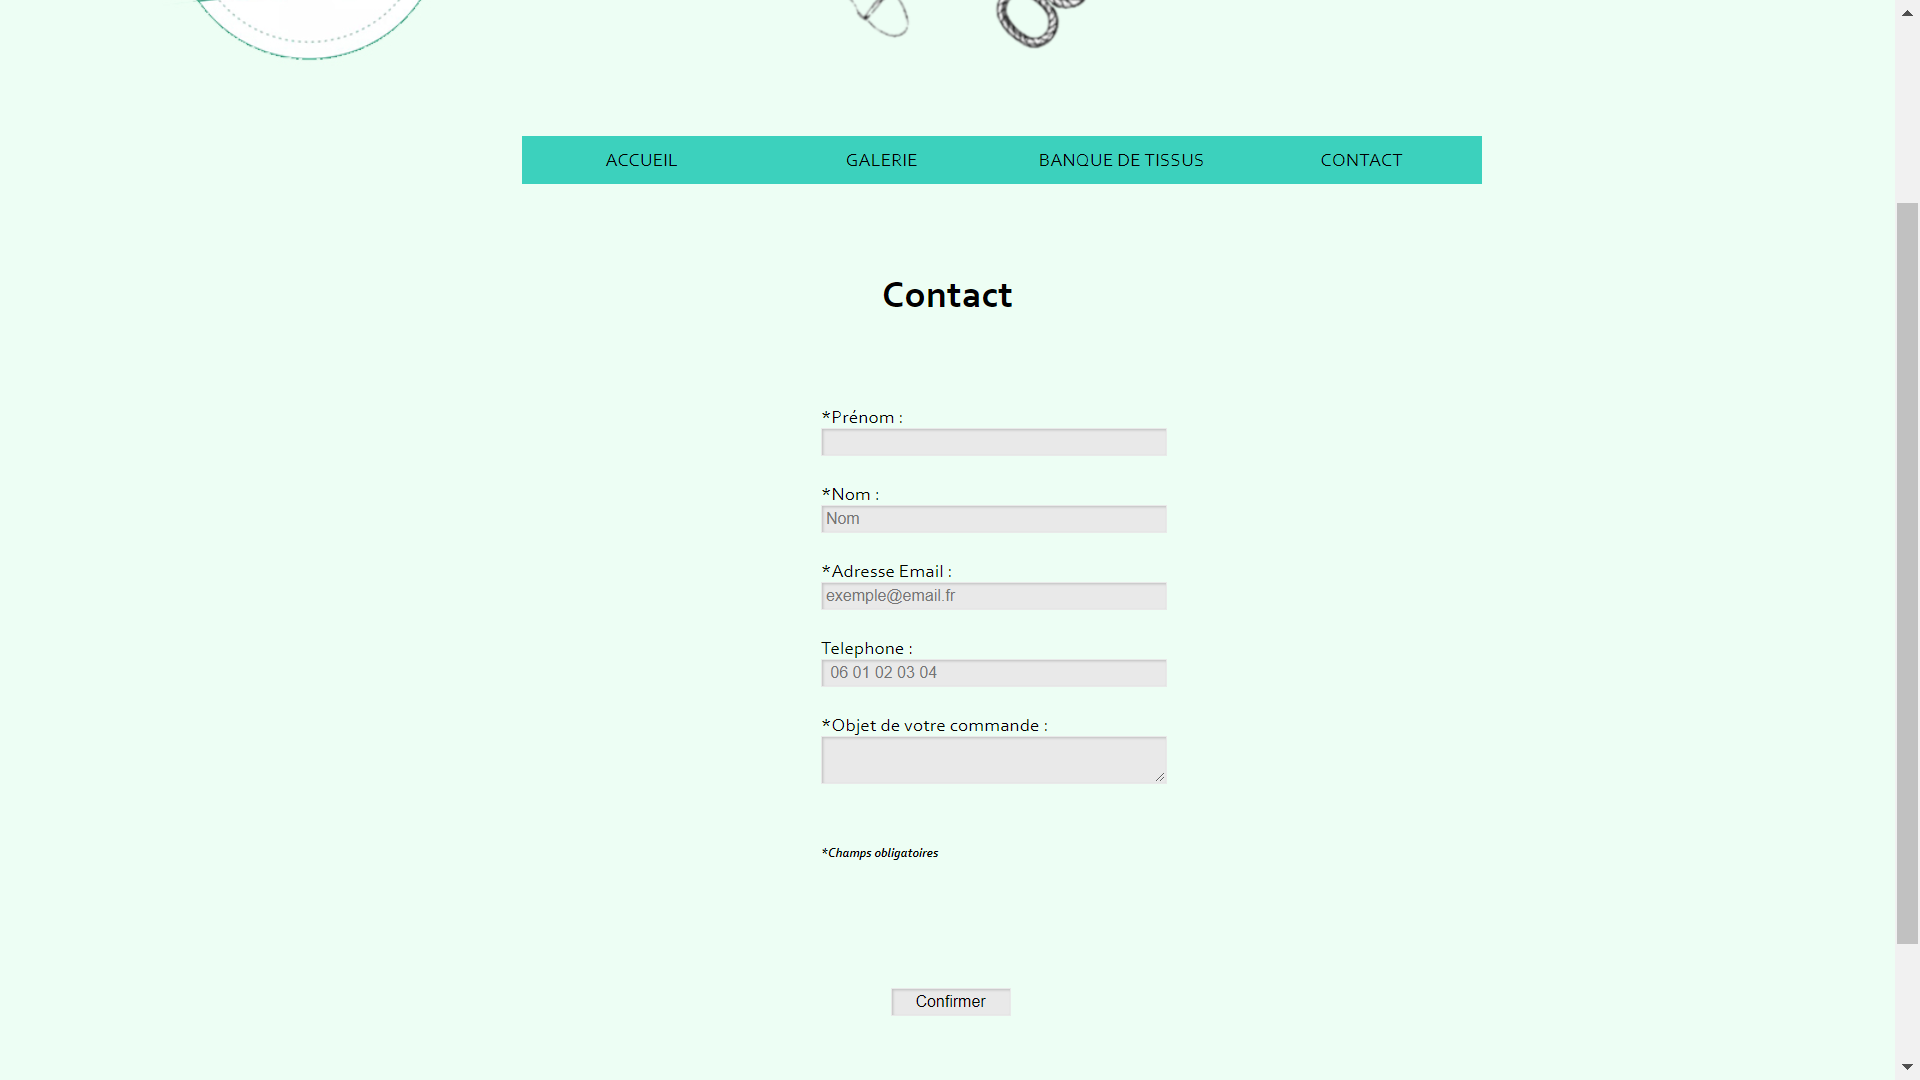 ACCUEIL GALERIE BANQUE DE TISSUS CONTACT
Contact
*Prénom :
*Nom :
Nom
*Adresse Email :
exemple@email.fr
Telephone :
06 01 02 03 04
*Objet de votre commande :
*Champs obligatoires
Confirmer